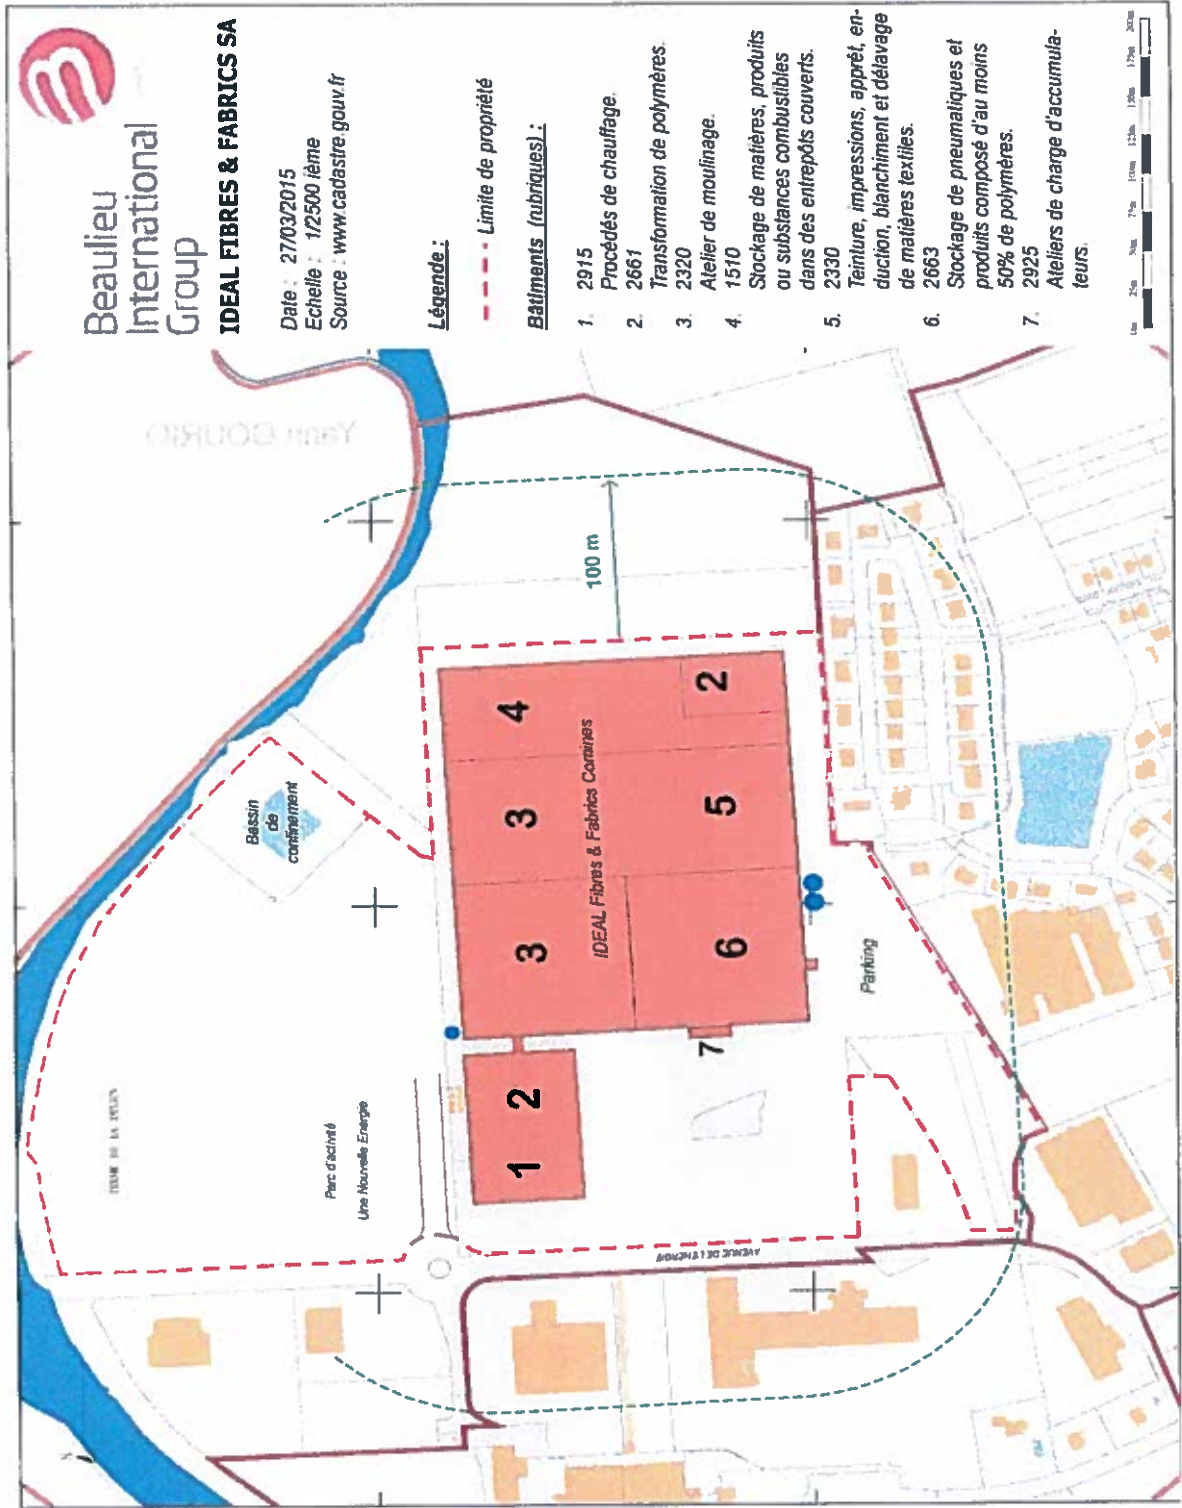 Beaulieu
International
Group
IDEAL FIBRES & FABRICS SA
Date : 27/03/2015
Echelle : 1/2500 ième
Source : www.cadastre.gouv.fr
Légende :
Limite de propriété
Bâtiments (rubriques) :
1. 2915
Procédés de chauffage.
2. 2661
Transformation de polymères.
3. 2320
Atelier de moulinage.
4. 1510
Stockage de matières, produits
ou substances combustibles
dans des entrepôts couverts.
5. 2330
Teinture, impressions, apprêt, en-
duction, blanchiment et délavage
de matières textiles.
6. 2663
Stockage de pneumatiques et
produits composé d'au moins
50% de polymères.
7. 2925
Ateliers de charge d'accumula-
teurs.
Yann GOURIO
100 m
Bassin
de
confinement
4
2
3
IDEAL Fibres & Fabrics Comines
5
3
6
7
1
2
Parking
Parc d'activité
Une Nouvelle Energie
AVENUE DE L'ENERGIE